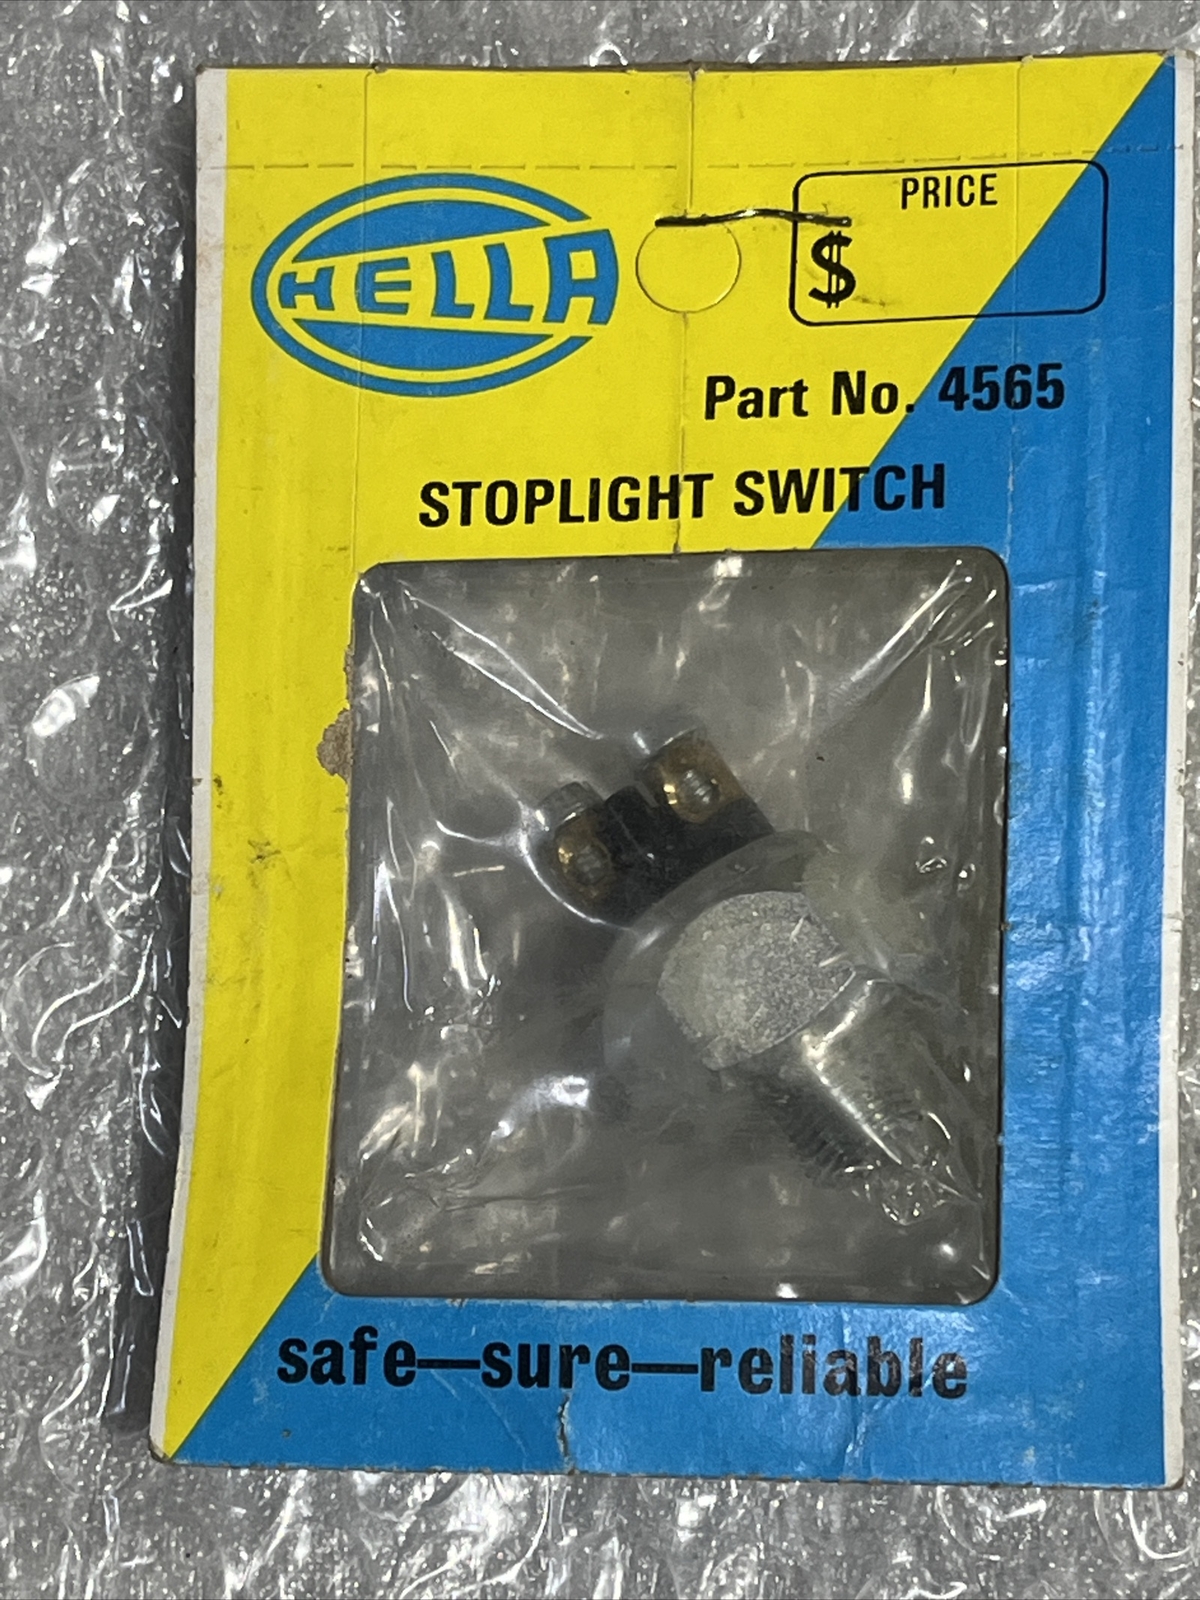 HELLA
PRICE
$
Part No. 4565
STOPLIGHT SWITCH
safe—sure—reliable